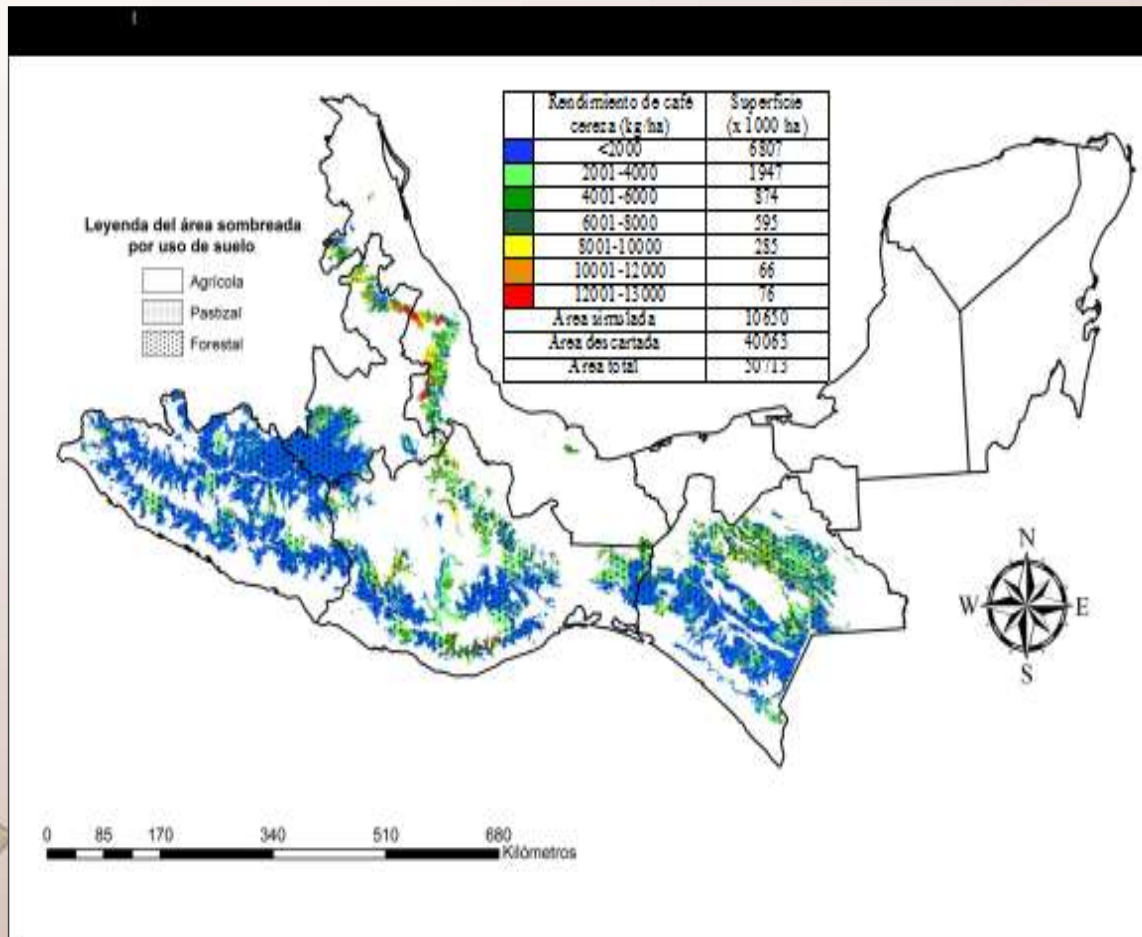 Rendimiento de café
cereza (kg/ha)
Superficie
(x 1000 ha)
<2000 6807
2001-4000 1947
4001-6000 874
6001-8000 595
8001-10000 285
10001-12000 66
12001-13000 76
Área simulada 10650
Área descartada 40063
Área total 50713
Leyenda del área sombreada
por uso de suelo
Agrícola
Pastizal
Forestal
N
W E
S
0 85 170 340 510 680
Kilómetros